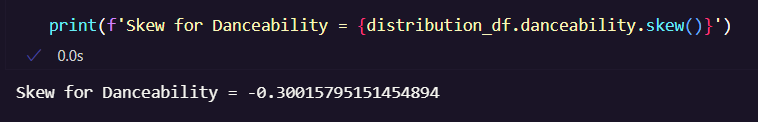 print(f'Skew for Danceability = {distribution_df.danceability.skew()}')
0.0s
Skew for Danceability = -0.30015795151454894